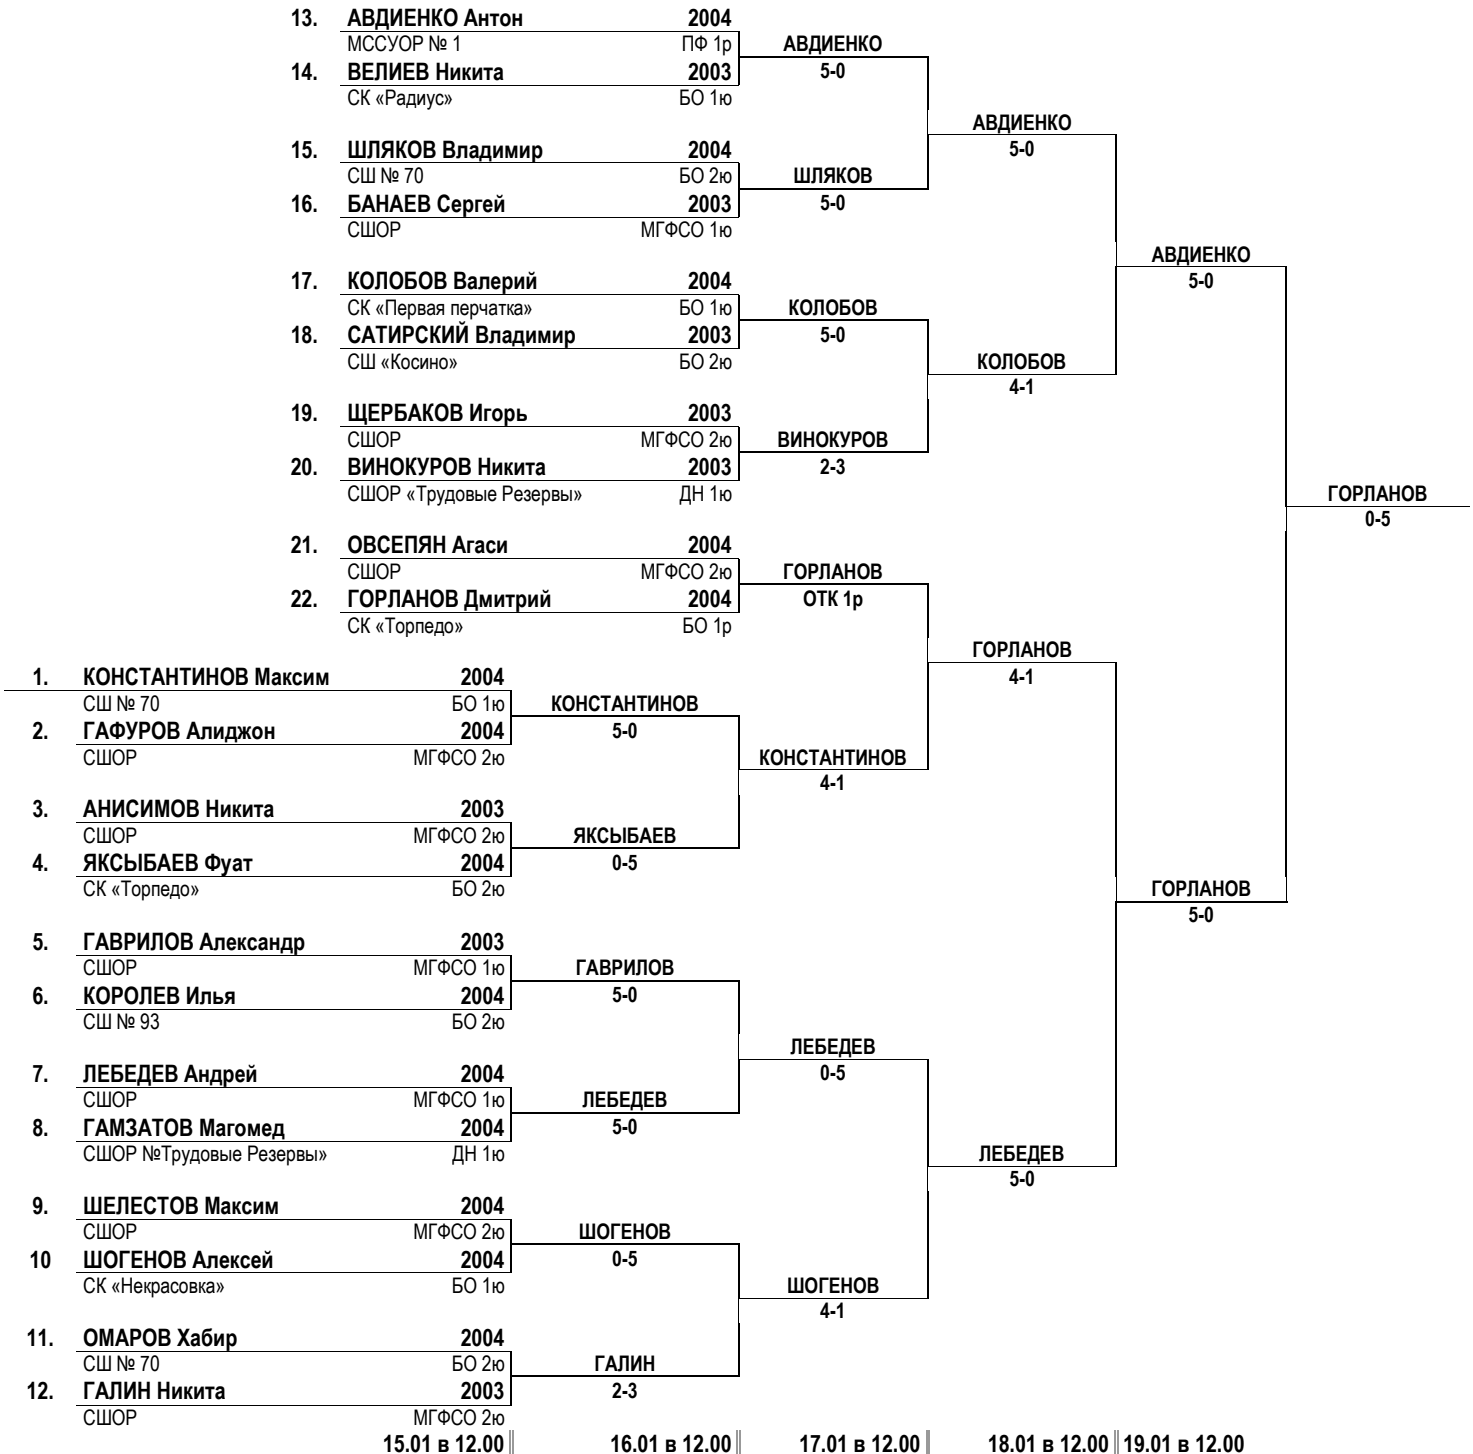 13. АВДИЕНКО Антон 2004
МССУОР № 1 ПФ 1р АВДИЕНКО
14. ВЕЛИЕВ Никита 2003 5-0
СК «Радиус» БО 1ю
АВДИЕНКО
15. ШЛЯКОВ Владимир 2004 5-0
СШ № 70 БО 2ю ШЛЯКОВ
16. БАНАЕВ Сергей 2003 5-0
СШОР МГФСО 1ю
АВДИЕНКО
17. КОЛОБОВ Валерий 2004 5-0
СК «Первая перчатка» БО 1ю КОЛОБОВ
18. САТИРСКИЙ Владимир 2003 5-0
СШ «Косино» БО 2ю КОЛОБОВ
4-1
19. ЩЕРБАКОВ Игорь 2003
СШОР МГФСО 2ю ВИНОКУРОВ
20. ВИНОКУРОВ Никита 2003 2-3
СШОР «Трудовые Резервы» ДН 1ю ГОРЛАНОВ
0-5
21. ОВСЕПЯН Агаси 2004
СШОР МГФСО 2ю ГОРЛАНОВ
22. ГОРЛАНОВ Дмитрий 2004 ОТК 1р
СК «Торпедо» БО 1р
ГОРЛАНОВ
1. КОНСТАНТИНОВ Максим 2004 4-1
СШ № 70 БО 1ю КОНСТАНТИНОВ
2. ГАФУРОВ Алиджон 2004 5-0
СШОР МГФСО 2ю КОНСТАНТИНОВ
4-1
3. АНИСИМОВ Никита 2003
СШОР МГФСО 2ю ЯКСЫБАЕВ
4. ЯКСЫБАЕВ Фуат 2004 0-5
СК «Торпедо» БО 2ю ГОРЛАНОВ
5-0
5. ГАВРИЛОВ Александр 2003
СШОР МГФСО 1ю ГАВРИЛОВ
6. КОРОЛЕВ Илья 2004 5-0
СШ № 93 БО 2ю
ЛЕБЕДЕВ
7. ЛЕБЕДЕВ Андрей 2004 0-5
СШОР МГФСО 1ю ЛЕБЕДЕВ
8. ГАМЗАТОВ Магомед 2004 5-0
СШОР №Трудовые Резервы» ДН 1ю ЛЕБЕДЕВ
5-0
9. ШЕЛЕСТОВ Максим 2004
СШОР МГФСО 2ю ШОГЕНОВ
10 ШОГЕНОВ Алексей 2004 0-5
СК «Некрасовка» БО 1ю ШОГЕНОВ
4-1
11. ОМАРОВ Хабир 2004
СШ № 70 БО 2ю ГАЛИН
12. ГАЛИН Никита 2003 2-3
СШОР МГФСО 2ю
15.01 в 12.00 16.01 в 12.00 17.01 в 12.00 18.01 в 12.00 19.01 в 12.00